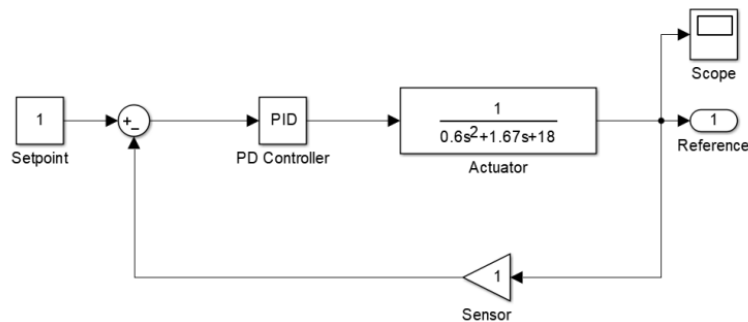 Scope
1
Setpoint
+
−
PID
PD Controller
1
0.6s²+1.67s+18
Actuator
1
Reference
1
Sensor